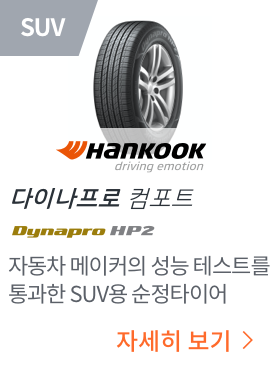 SUV
HANKOOK
driving emotion
다이나프로 컴포트
Dynapro HP2
자동차 메이커의 성능 테스트를
통과한 SUV용 순정타이어
자세히 보기 >